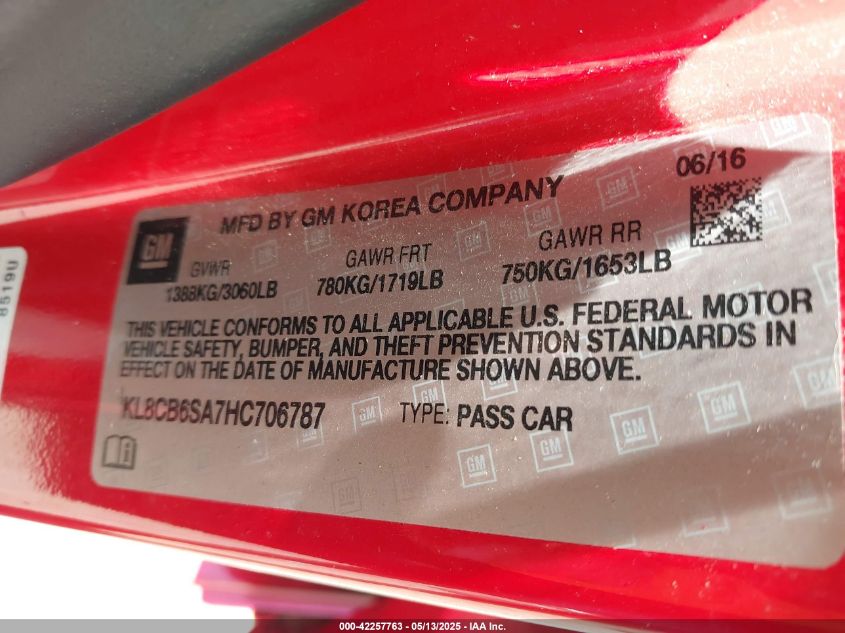 06/16
MFD BY GM KOREA COMPANY
GM
GVWR GAWR FRT GAWR RR
1388KG/3060LB 780KG/1719LB 750KG/1653LB
THIS VEHICLE CONFORMS TO ALL APPLICABLE U.S. FEDERAL MOTOR
VEHICLE SAFETY, BUMPER, AND THEFT PREVENTION STANDARDS IN
EFFECT ON THE DATE OF MANUFACTURE SHOWN ABOVE.
KL8CB6SA7HC706787 TYPE: PASS CAR
8519U
000-42257763 - 05/13/2025 - IAA Inc.